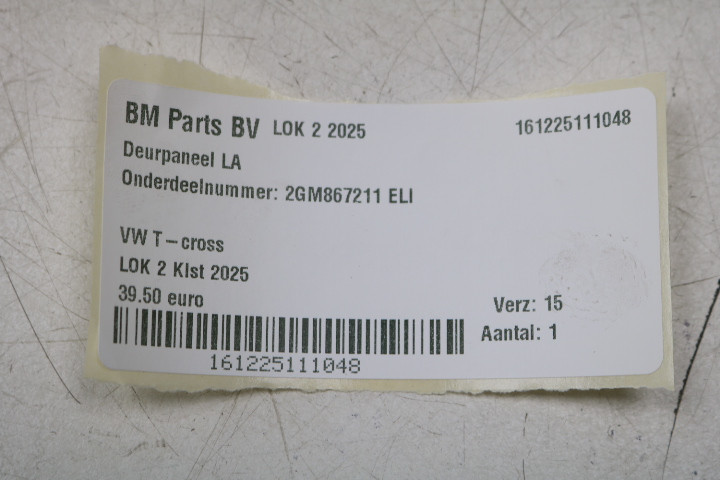 BM Parts BV LOK 2 2025 161225111048
Deurpaneel LA
Onderdeelnummer: 2GM867211 ELI
VW T-cross
LOK 2 Klst 2025
39.50 euro
Verz: 15
Aantal: 1
161225111048